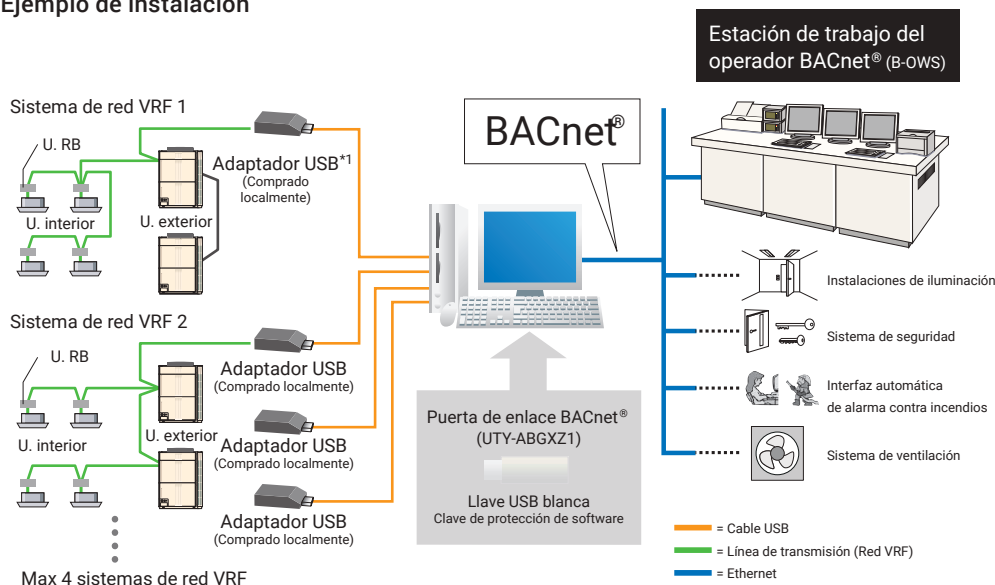 Ejemplo de instalación
Estación de trabajo del
operador BACnet® (B-OWS)
Sistema de red VRF 1
U. RB
U. interior
U. exterior
Adaptador USB*1
(Comprado
localmente)
BACnet®
Sistema de red VRF 2
U. RB
U. interior
U. exterior
Adaptador USB
(Comprado localmente)
Adaptador USB
(Comprado localmente)
Adaptador USB
(Comprado localmente)
Max 4 sistemas de red VRF
Puerta de enlace BACnet®
(UTY-ABGXZ1)
Llave USB blanca
Clave de protección de software
Instalaciones de iluminación
Sistema de seguridad
Interfaz automática
de alarma contra incendios
Sistema de ventilación
= Cable USB
= Línea de transmisión (Red VRF)
= Ethernet